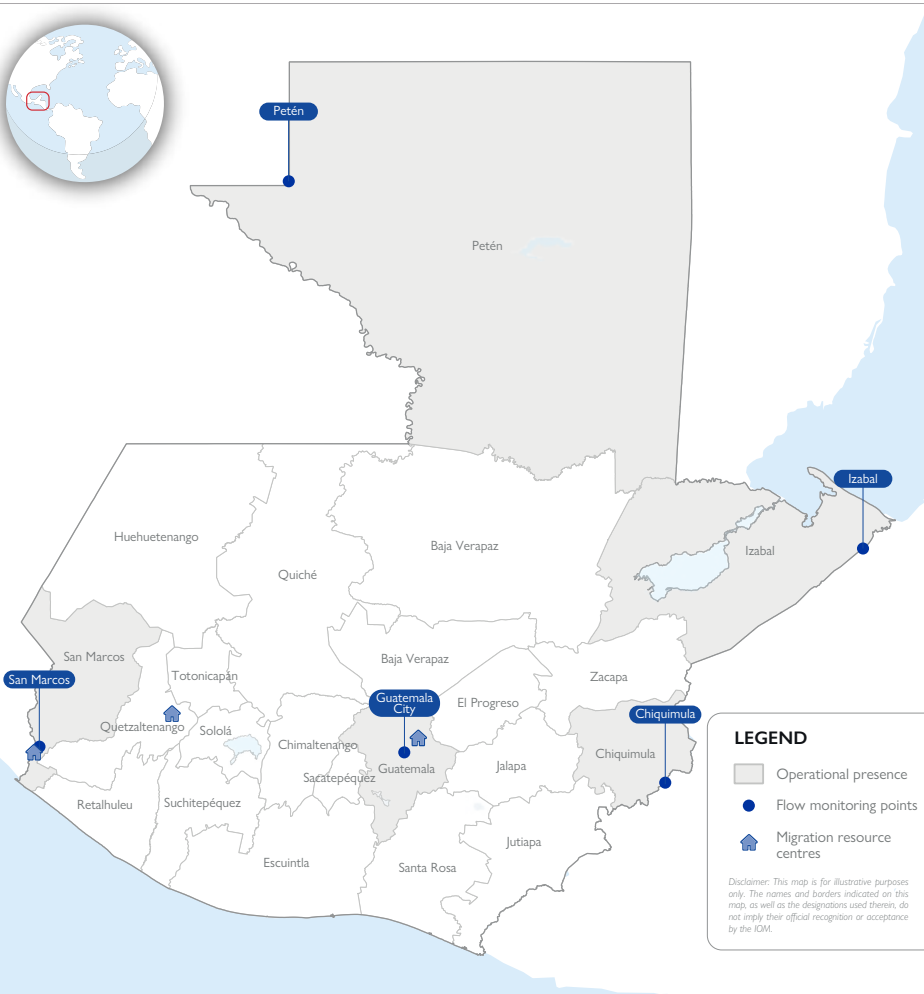 Petén
Petén
Izabal
Izabal
Huehuetenango
Baja Verapaz
Quiché
San Marcos
San Marcos
Totonicapán
Baja Verapaz
Zacapa
Guatemala
City
El Progreso
Chiquimula
Quetzaltenango
Sololá
Chimaltenango
Guatemala
Chiquimula
Jalapa
Sacatepéquez
Retalhuleu
Suchitepéquez
Jutiapa
Escuintla
Santa Rosa
LEGEND
Operational presence
Flow monitoring points
Migration resource
centres
Disclaimer: This map is for illustrative purposes
only. The names and borders indicated on this
map, as well as the designations used therein, do
not imply their official recognition or acceptance
by the IOM.